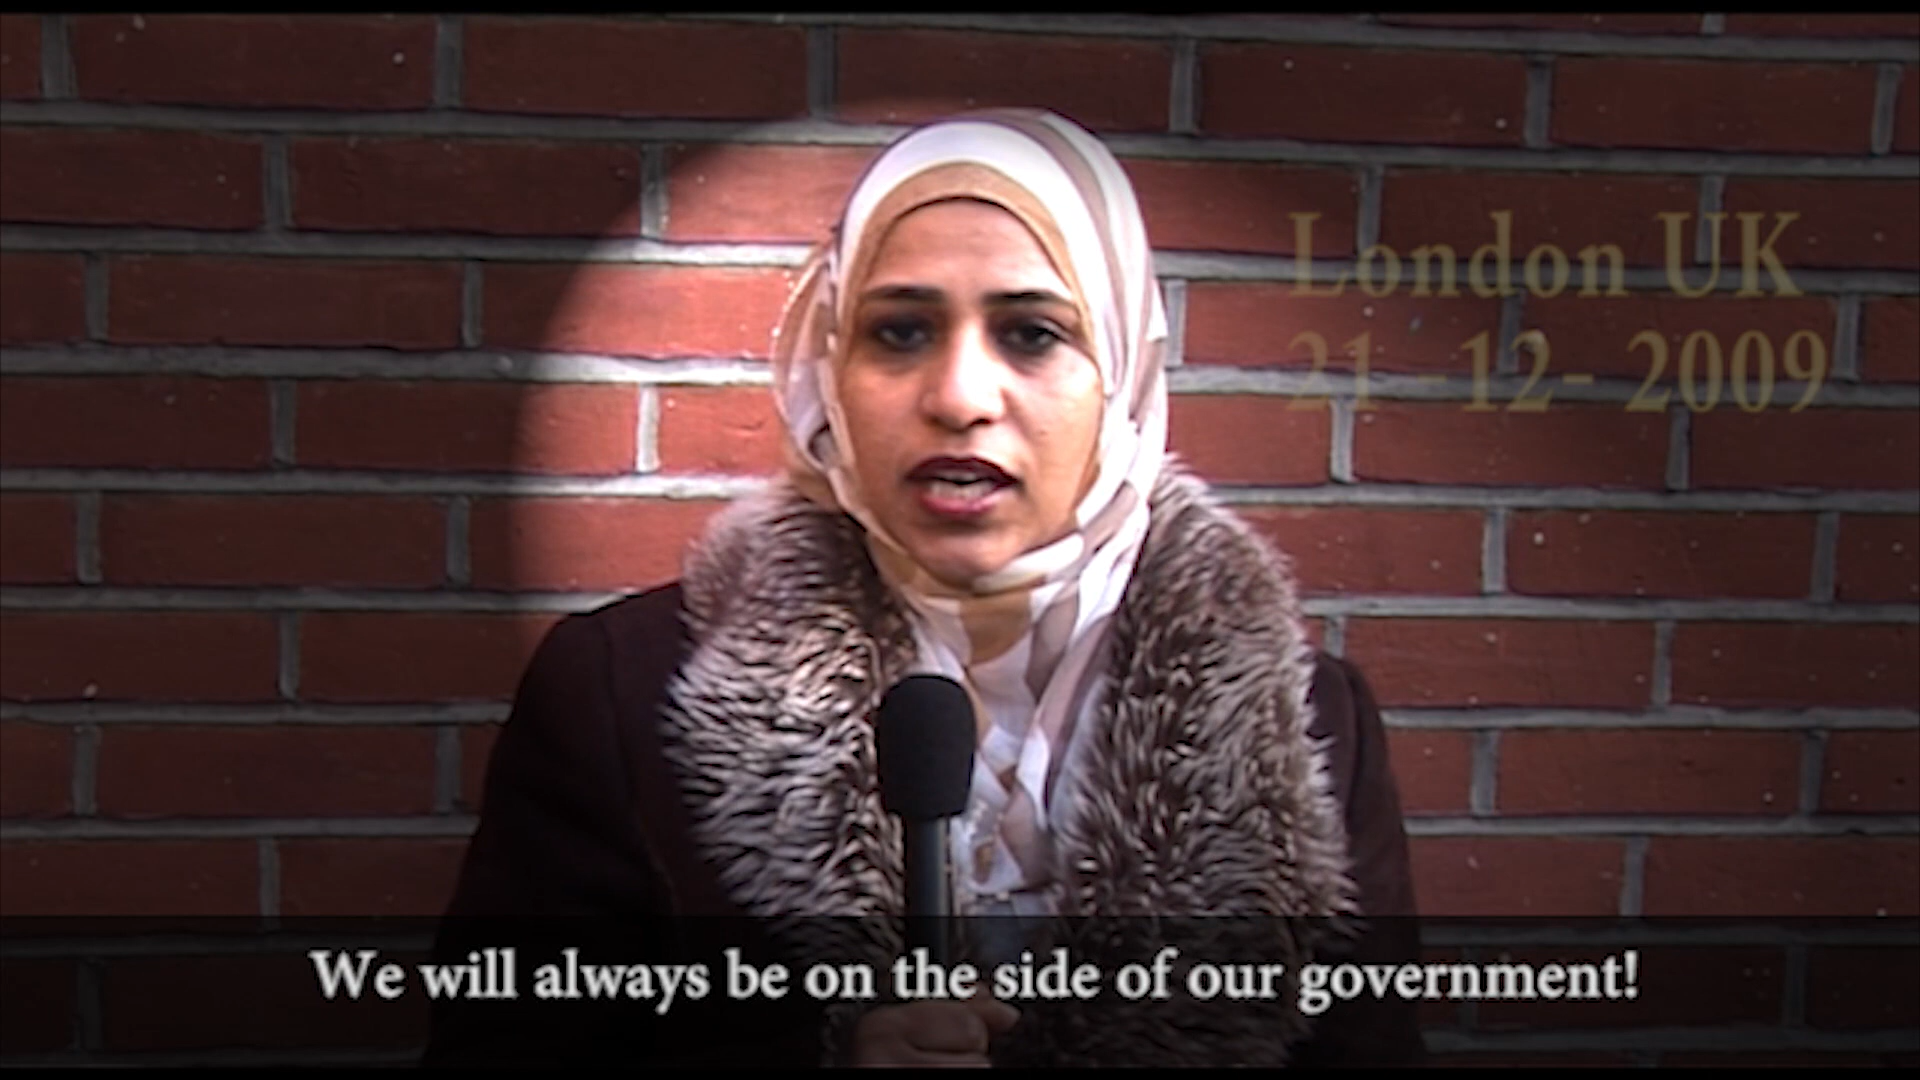 London UK
21 -12- 2009
We will always be on the side of our government!